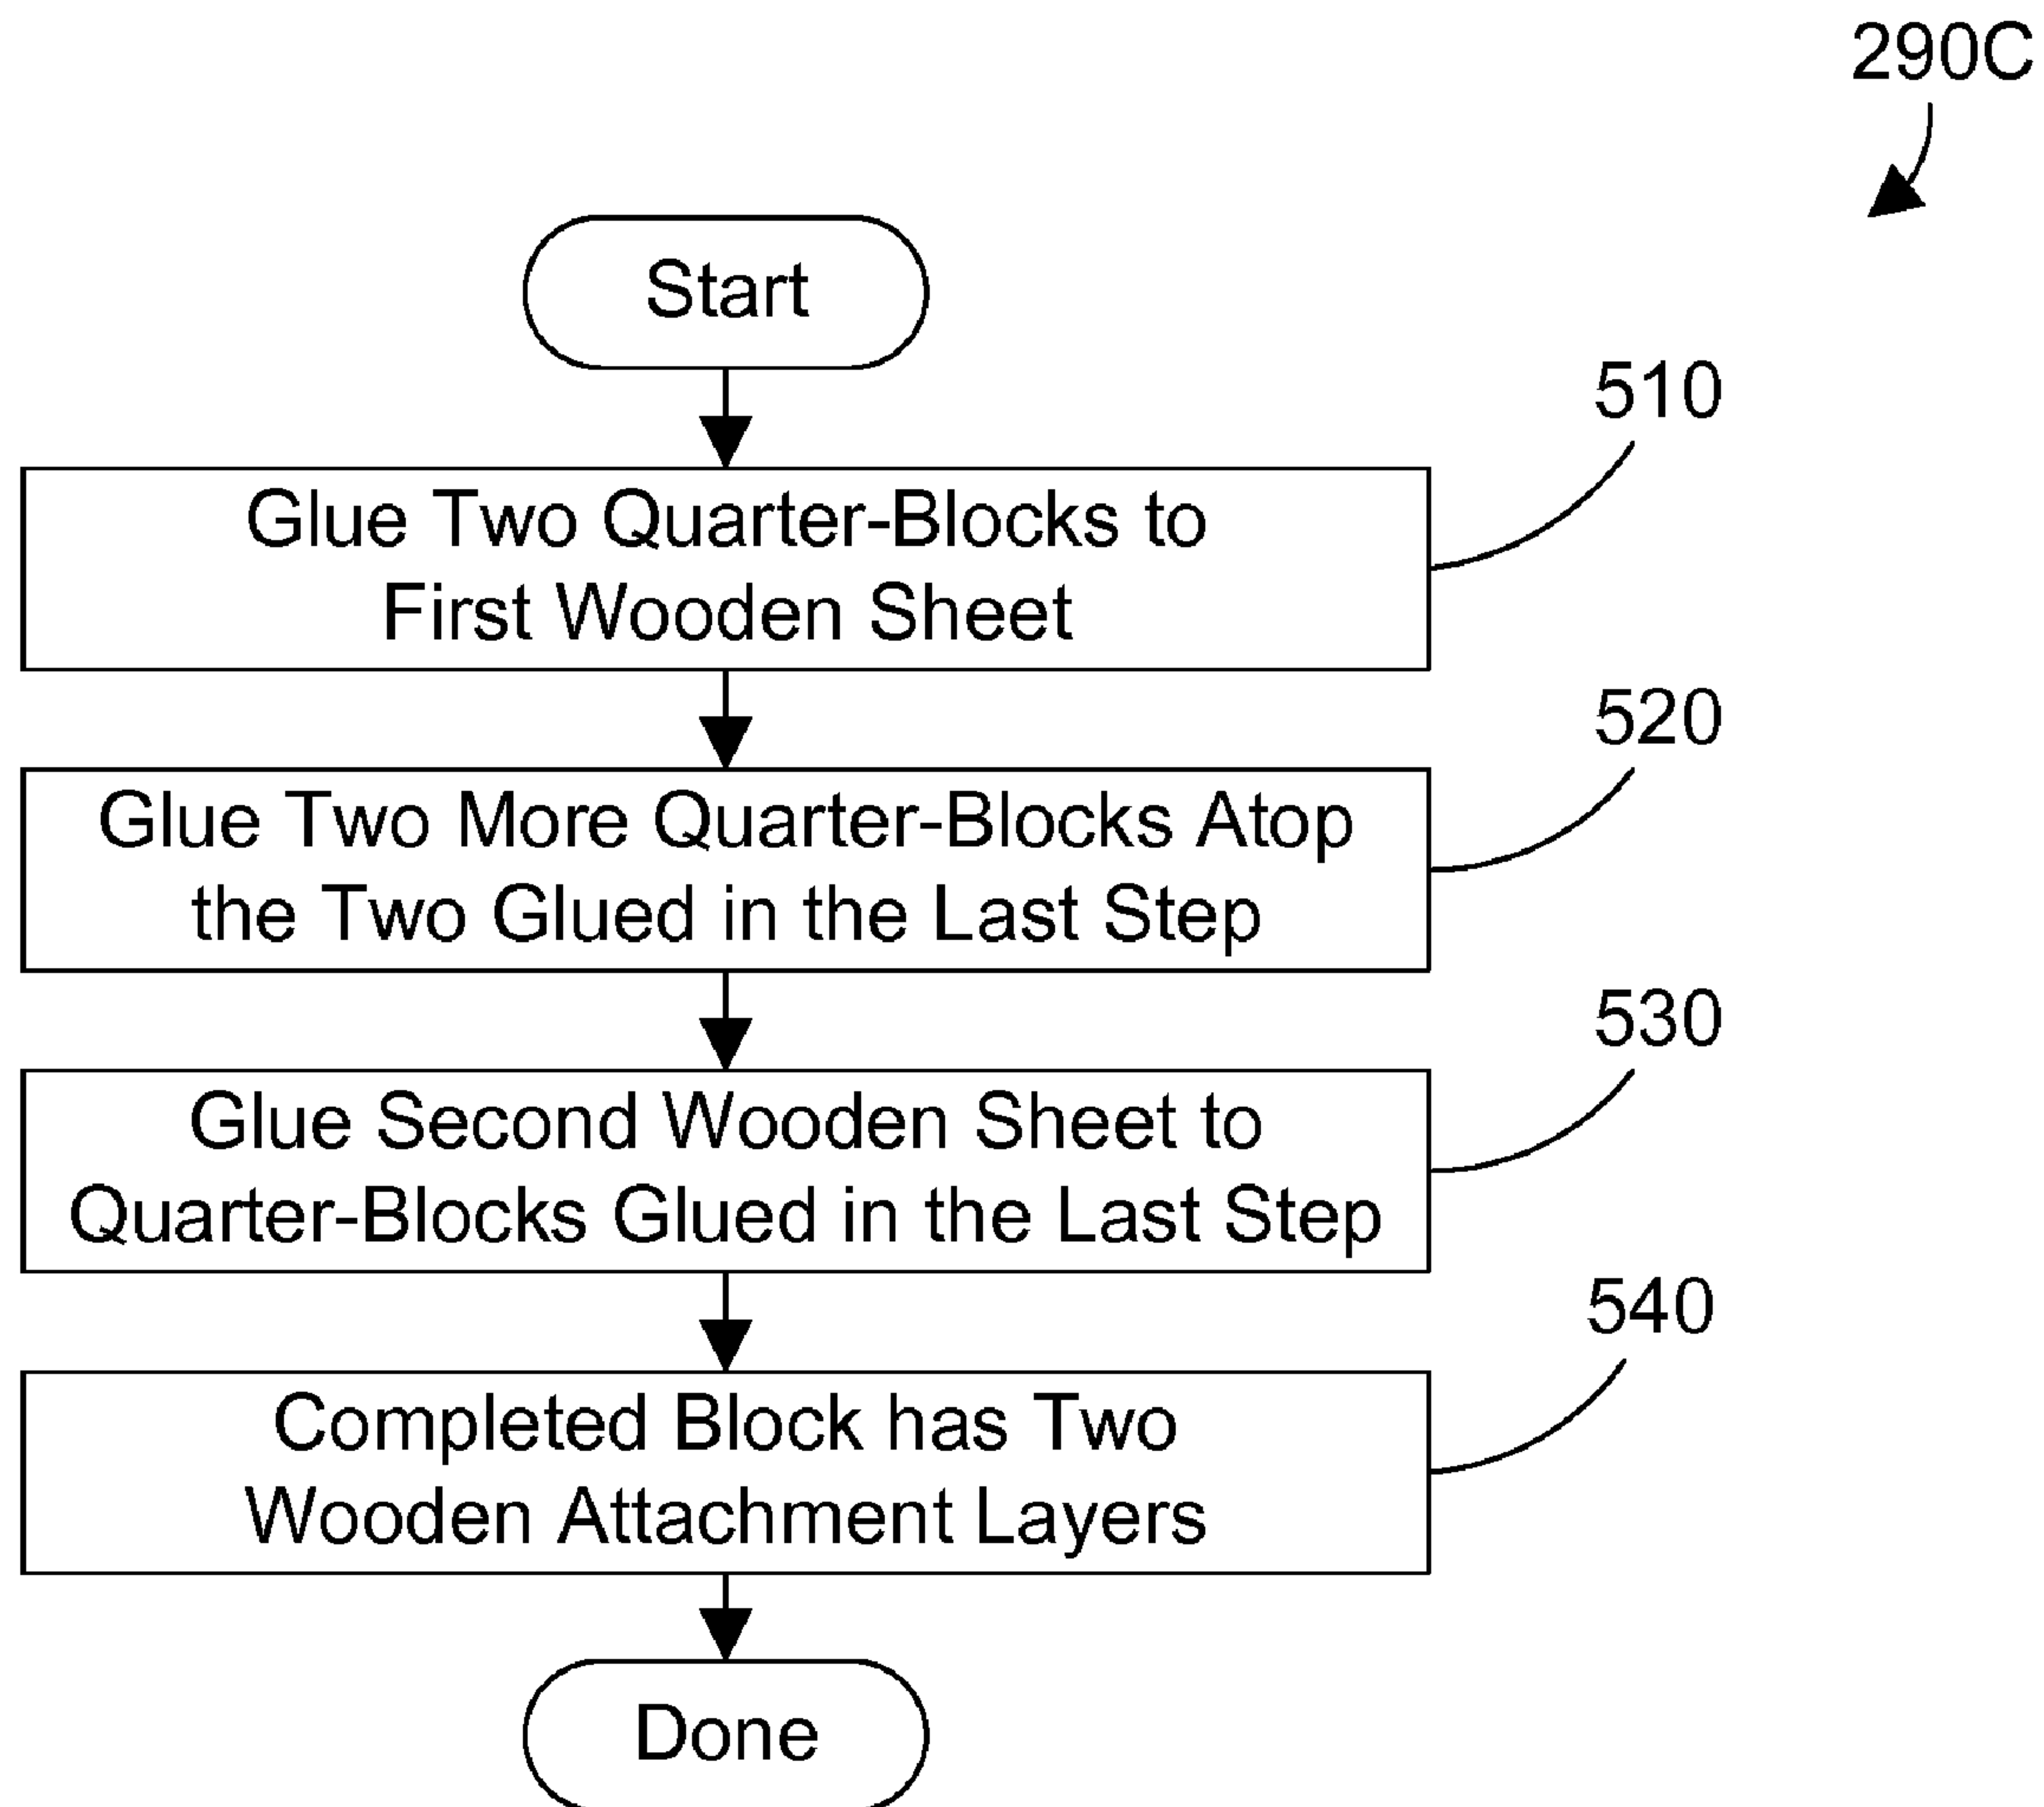 290C
Start
510
Glue Two Quarter-Blocks to
First Wooden Sheet
520
Glue Two More Quarter-Blocks Atop
the Two Glued in the Last Step
530
Glue Second Wooden Sheet to
Quarter-Blocks Glued in the Last Step
540
Completed Block has Two
Wooden Attachment Layers
Done